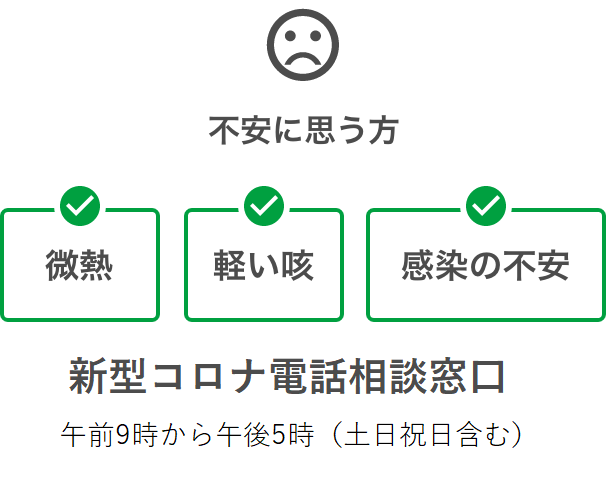 不安に思う方
微熱 軽い咳 感染の不安
新型コロナ電話相談窓口
午前9時から午後5時（土日祝日含む）